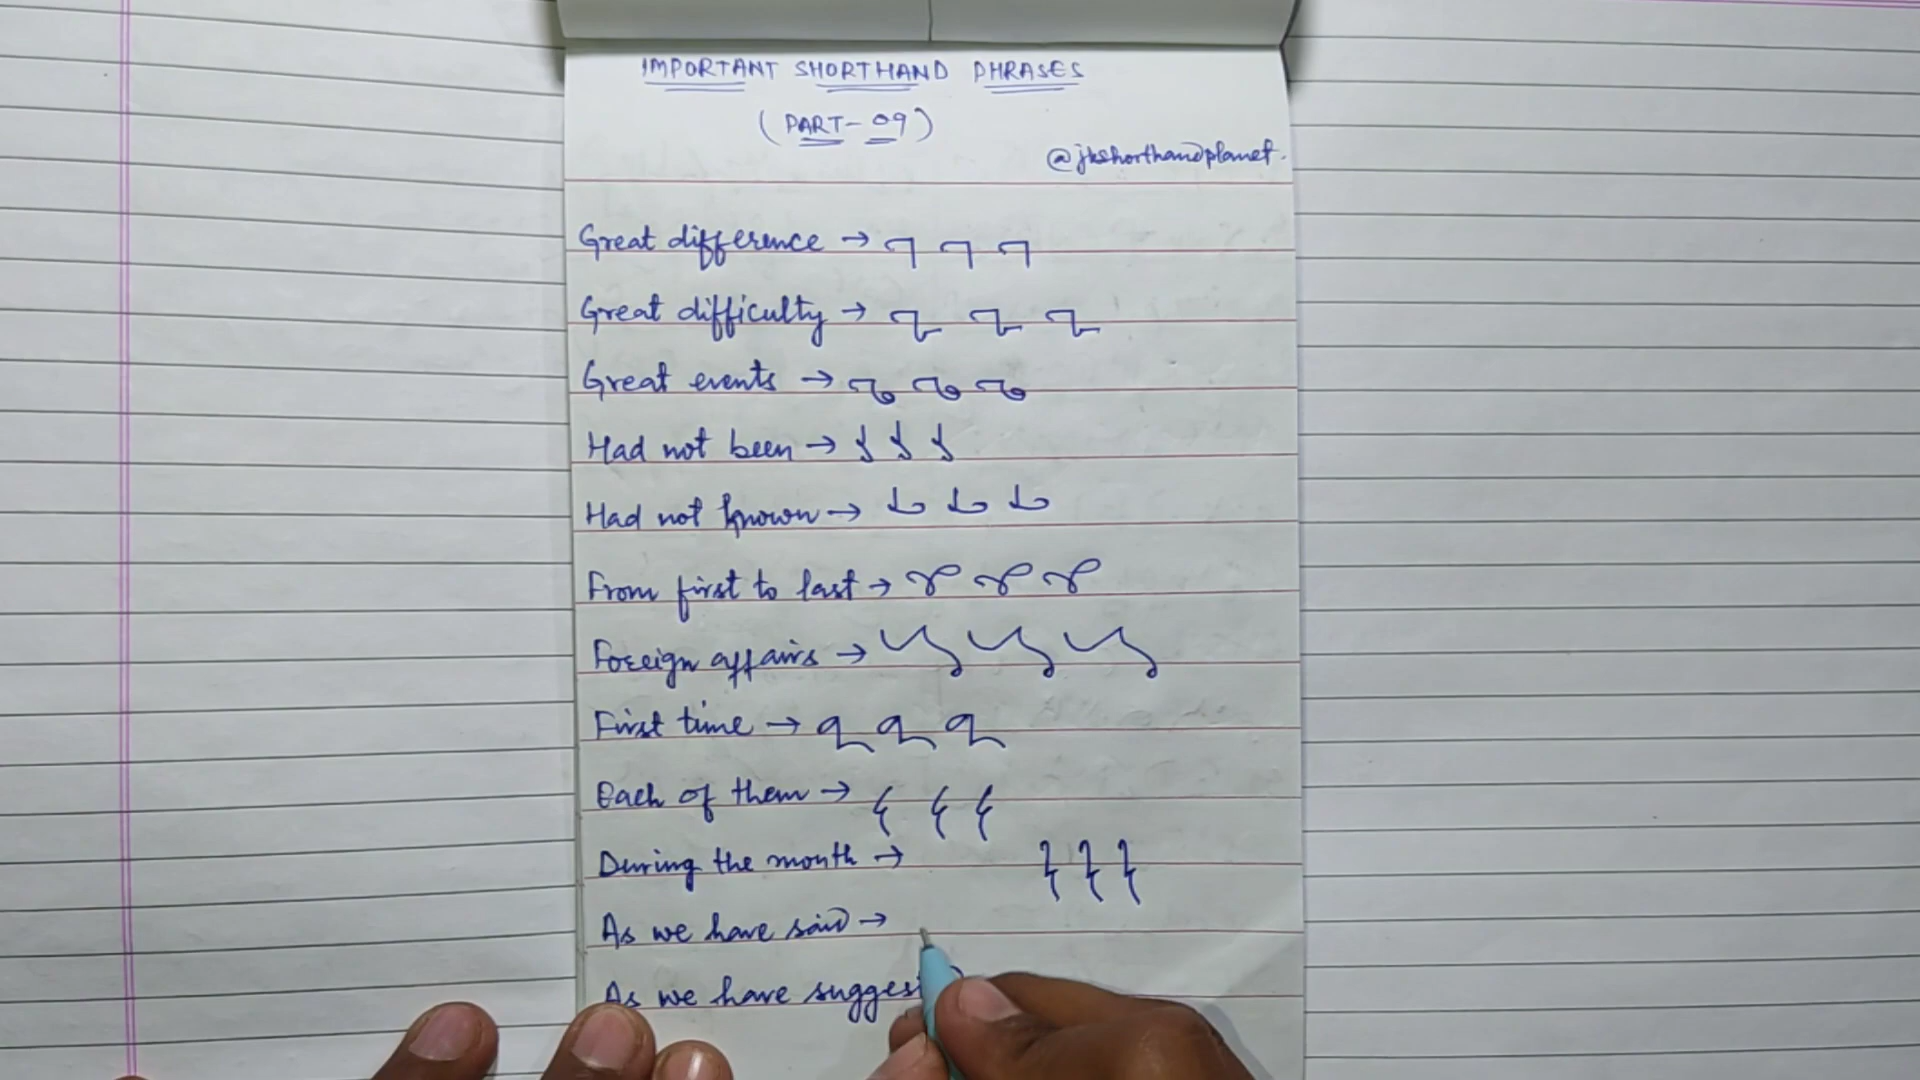 IMPORTANT SHORTHAND PHRASES
(PART-09)
@jkshorthandplanet.
Great difference →
Great difficulty →
Great events →
Had not been →
Had not known →
From first to last →
Foreign affairs →
First time →
Each of them →
During the month →
As we have said →
As we have